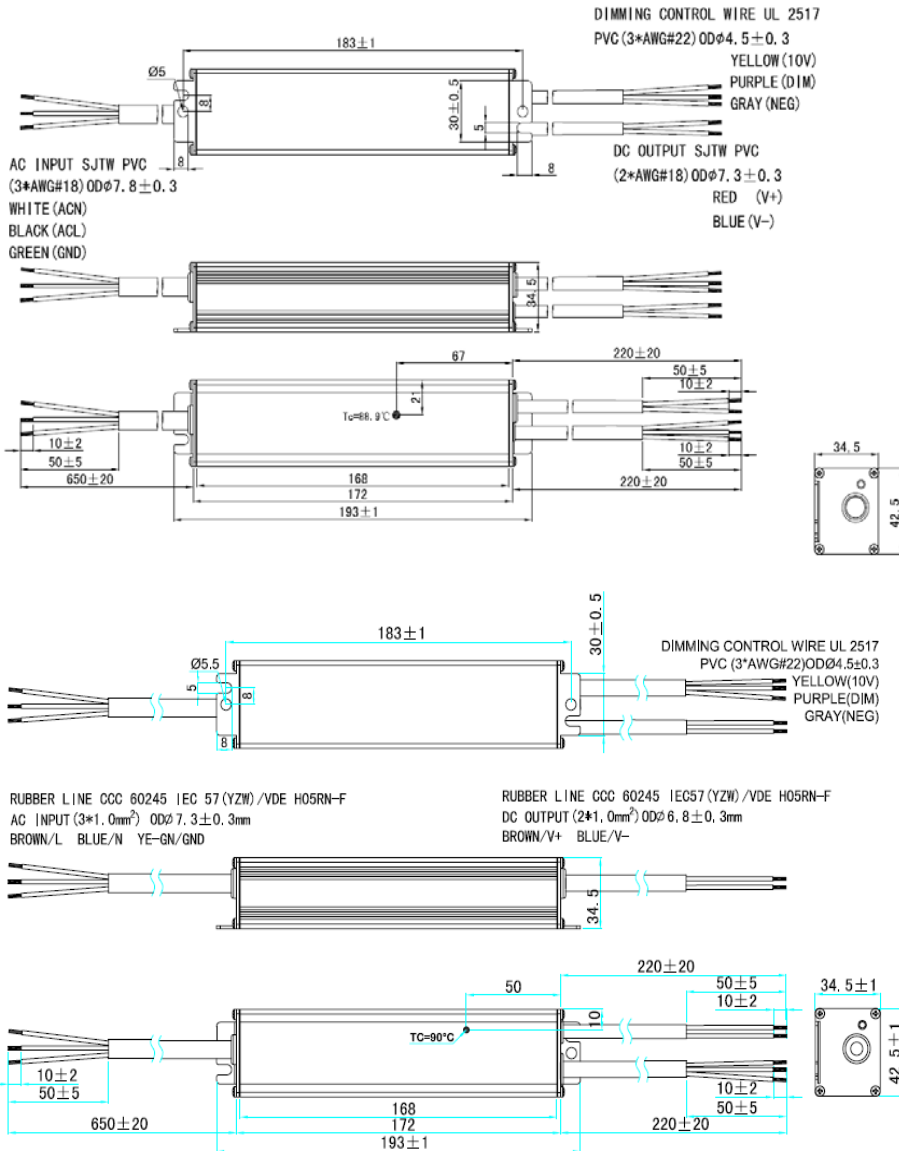 DIMMING CONTROL WIRE UL 2517
PVC(3*AWG#22)ODφ4.5±0.3
YELLOW(10V)
PURPLE(DIM)
GRAY(NEG)
183±1
Ø5
8
30±0.5
5
8
8
AC INPUT SJTW PVC
(3*AWG#18)ODφ7.8±0.3
WHITE(ACN)
BLACK(ACL)
GREEN(GND)
DC OUTPUT SJTW PVC
(2*AWG#18)ODφ7.3±0.3
RED (V+)
BLUE(V-)
34.5
67
220±20
50±5
10±2
21
Tc=88.9℃
10±2
50±5
650±20
168
172
193±1
10±2
50±5
220±20
34.5
42.5
183±1
30±0.5
Ø5.5
5
8
8
DIMMING CONTROL WIRE UL 2517
PVC (3*AWG#22)ODØ4.5±0.3
YELLOW(10V)
PURPLE(DIM)
GRAY(NEG)
RUBBER LINE CCC 60245 IEC 57(YZW)/VDE H05RN-F
AC INPUT(3*1.0mm²) ODØ7.3±0.3mm
BROWN/L BLUE/N YE-GN/GND
RUBBER LINE CCC 60245 IEC57(YZW)/VDE H05RN-F
DC OUTPUT(2*1,0mm²)ODØ6,8±0,3mm
BROWN/V+ BLUE/V-
34.5
50
220±20
50±5
10±2
10
TC=90°C
10±2
50±5
650±20
168
172
193±1
10±2
50±5
220±20
34.5±1
42.5±1